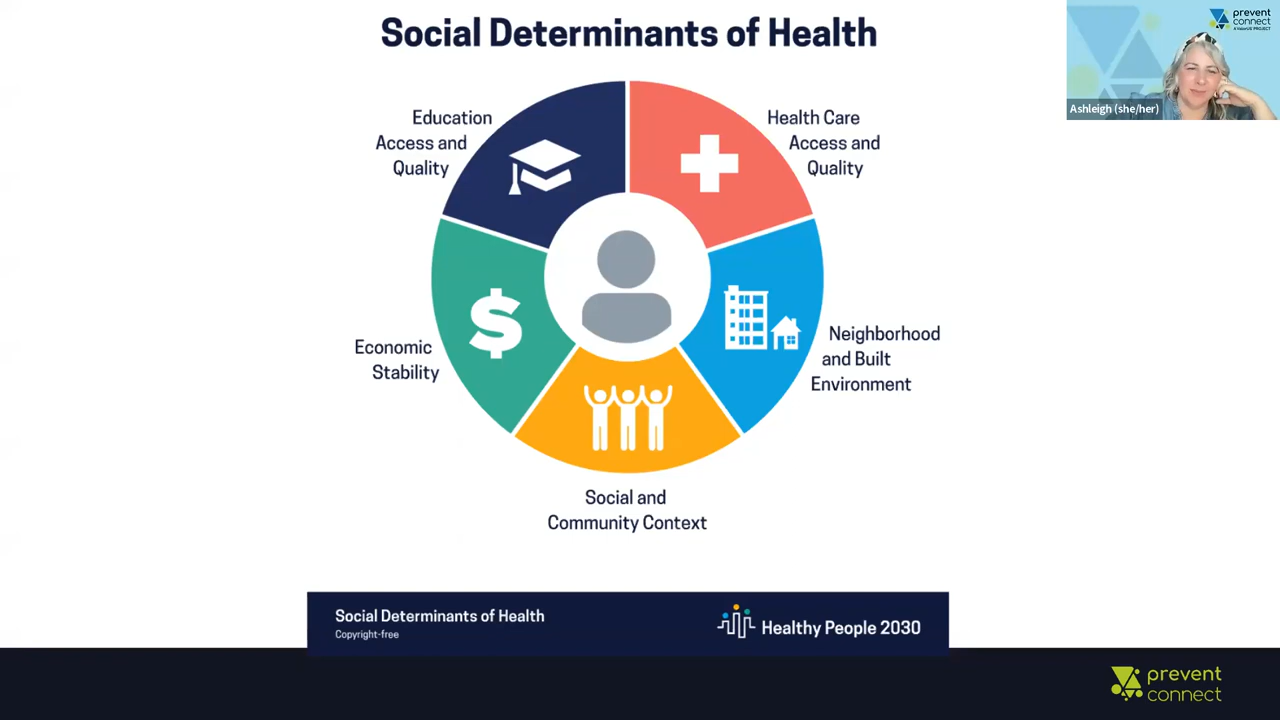 Social Determinants of Health
prevent
connect
A ValorUS PROJECT
Ashleigh (she/her)
Education
Access and
Quality
Health Care
Access and
Quality
Economic
Stability
$
Neighborhood
and Built
Environment
Social and
Community Context
Social Determinants of Health
Copyright-free
Healthy People 2030
prevent
connect